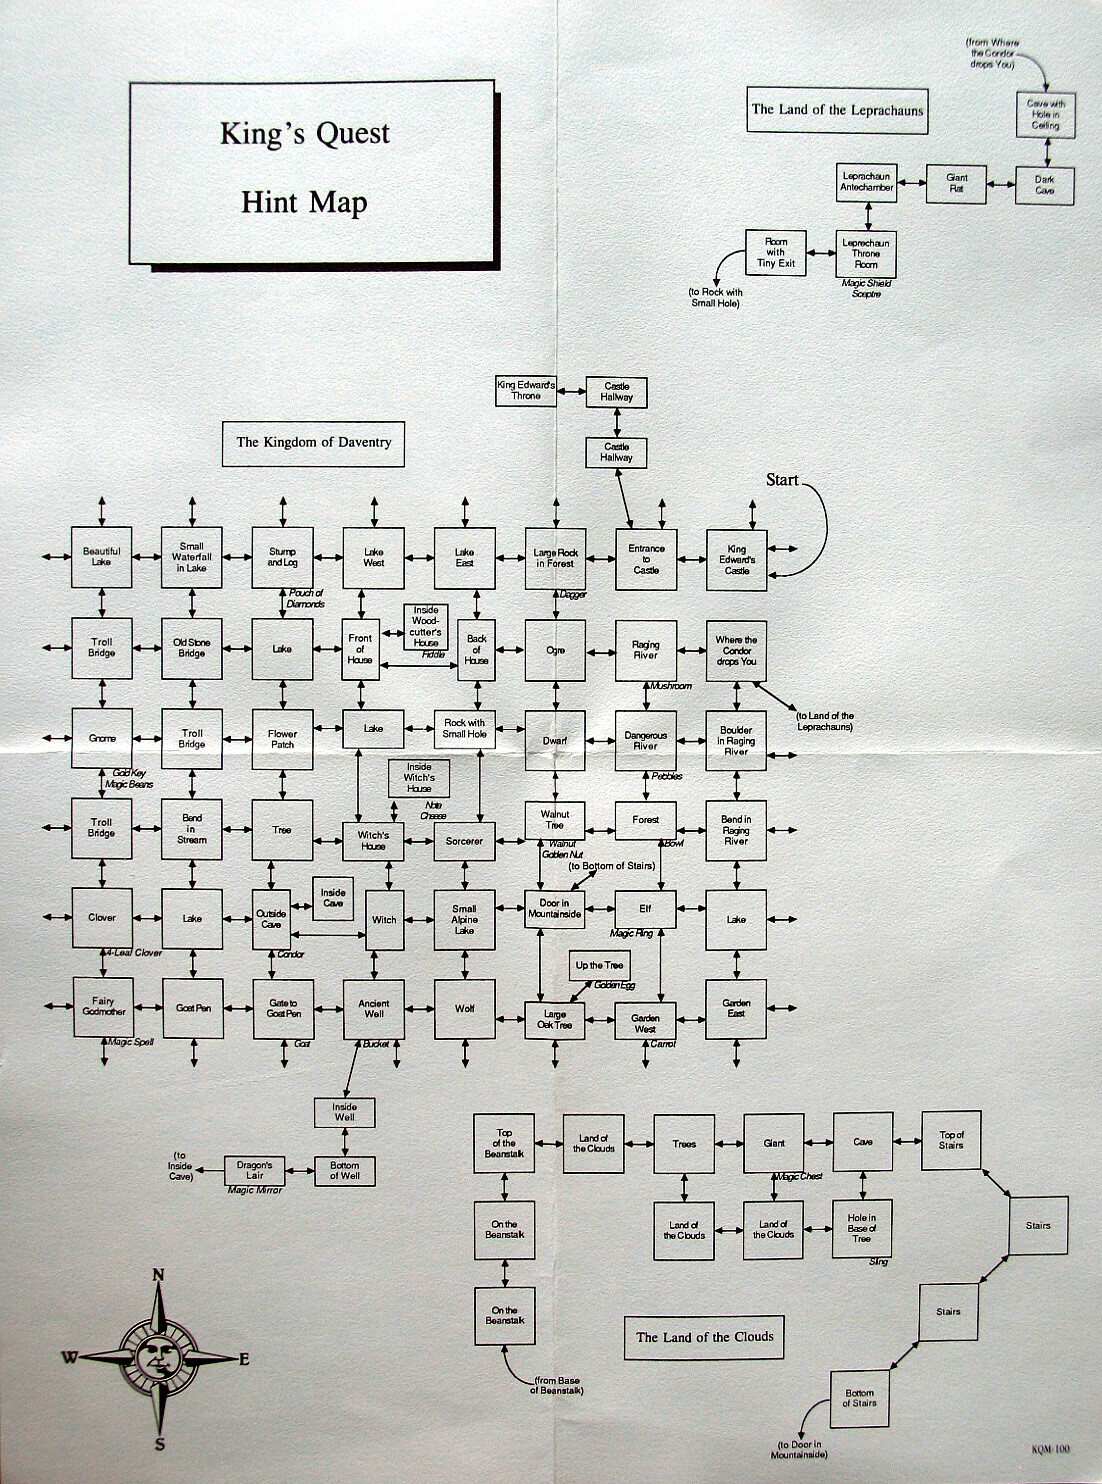 (from Where
the Condor
drops You)
King's Quest
Hint Map
The Land of the Leprachauns
Cave with
Hole in
Ceiling
Leprachaun
Antechamber
Giant
Rat
Dark
Cave
Room
with
Tiny Exit
Leprechaun
Throne
Room
Magic Shield
Sceptre
(to Rock with
Small Hole)
King Edward's
Throne
Castle
Hallway
The Kingdom of Daventry
Castle
Hallway
Start
Beautiful
Lake
Small
Waterfall
in Lake
Stump
and Log
Lake
West
Lake
East
Large Rock
in Forest
Entrance
to
Castle
King
Edward's
Castle
Pouch of
Diamonds
Dagger
Troll
Bridge
Old Stone
Bridge
Lake
Front
of
House
Inside
Wood-
cutter's
House
Fiddle
Back
of
House
Ogre
Raging
River
Where the
Condor
drops You
Mushroom
(to Land of the
Leprachauns)
Gnome
Troll
Bridge
Flower
Patch
Lake
Rock with
Small Hole
Dwarf
Dangerous
River
Boulder
in Raging
River
Gold Key
Magic Beans
Inside
Witch's
House
Note
Cheese
Pebbles
Troll
Bridge
Bend
in
Stream
Tree
Witch's
House
Sorcerer
Walnut
Tree
Forest
Bend in
Raging
River
Walnut
Golden Nut
Bowl
(to Bottom of Stairs)
Clover
Lake
Outside
Cave
Inside
Cave
Witch
Small
Alpine
Lake
Door in
Mountainside
Elf
Lake
4-Leaf Clover
Condor
Magic Ring
Up the Tree
Golden Egg
Fairy
Godmother
Goat Pen
Gate to
Goat Pen
Ancient
Well
Wolf
Large
Oak Tree
Garden
West
Garden
East
Magic Spell
Goat
Bucket
Carrot
Inside
Well
(to
Inside
Cave)
Dragon's
Lair
Bottom
of Well
Magic Mirror
Top
of the
Beanstalk
Land of
the Clouds
Trees
Giant
Cave
Top of
Stairs
Magic Chest
On the
Beanstalk
Land of
the Clouds
Land of
the Clouds
Hole in
Base of
Tree
Sling
Stairs
On the
Beanstalk
Stairs
The Land of the Clouds
(from Base
of Beanstalk)
Bottom
of Stairs
(to Door in
Mountainside)
N
W
E
S
KQM-100